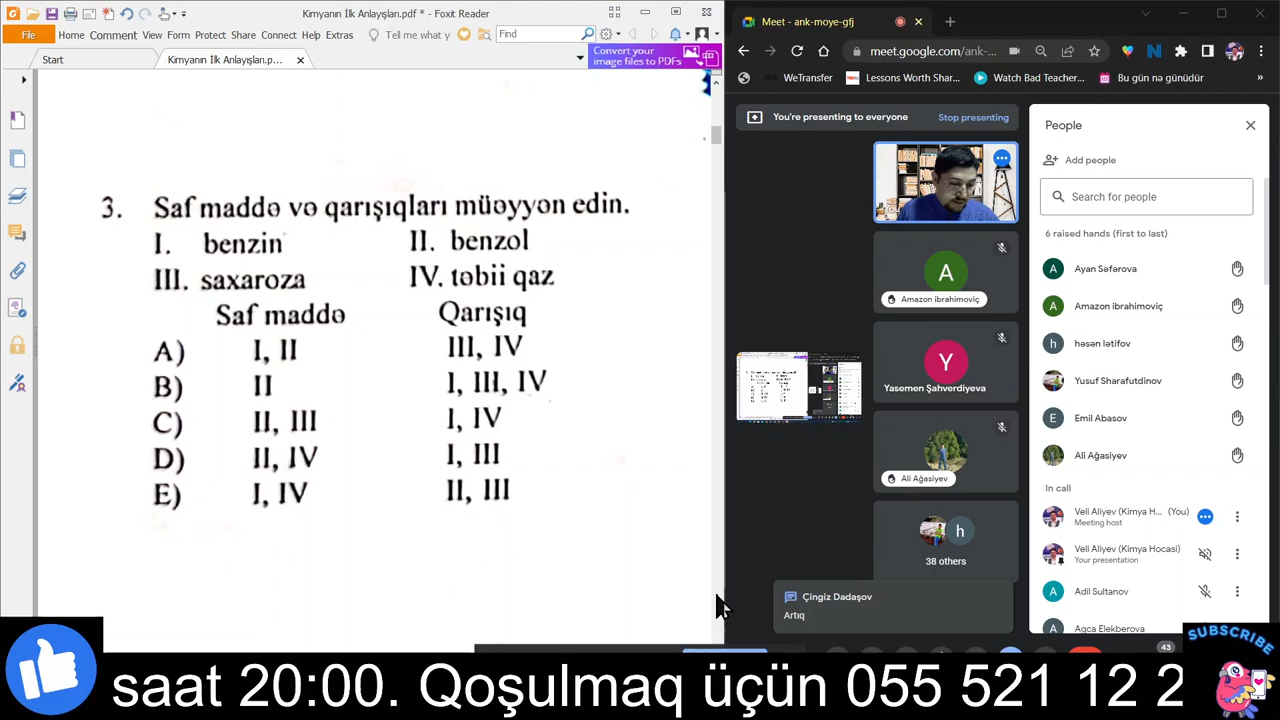 Kimyanın İlk Anlayışları.pdf * - Foxit Reader
File Home Comment View Form Protect Share Connect Help Extras
Tell me what y
Find
Start
Kimyanın İlk Anlayışları.p...
Convert your
image files to PDFs
3. Saf maddə və qarışıqları müəyyən edin.
I. benzin II. benzol
III. saxaroza IV. təbii qaz
Saf maddə Qarışıq
A) I, II III, IV
B) II I, III, IV
C) II, III I, IV
D) II, IV I, III
E) I, IV II, III
Meet - ank-moye-gfj
meet.google.com/ank-...
WeTransfer
Lessons Worth Shar...
Watch Bad Teacher...
Bu gün nə günüdür
You're presenting to everyone
Stop presenting
A
Amazon ibrahimoviç
Y
Yasemen Şahverdiyeva
Ali Ağasiyev
h
38 others
Çingiz Dadaşov
Artıq
People
Add people
Search for people
6 raised hands (first to last)
A Ayan Səfərova
A Amazon ibrahimoviç
h həsən lətifov
Yusuf Sharafutdinov
E Emil Abasov
Ali Ağasiyev
In call
Veli Aliyev (Kimya H... (You)
Meeting host
Veli Aliyev (Kimya Hocasi)
Your presentation
A Adil Sultanov
A Agca Elekberova
43
SUBSCRIBE
saat 20:00. Qoşulmaq üçün 055 521 12 2